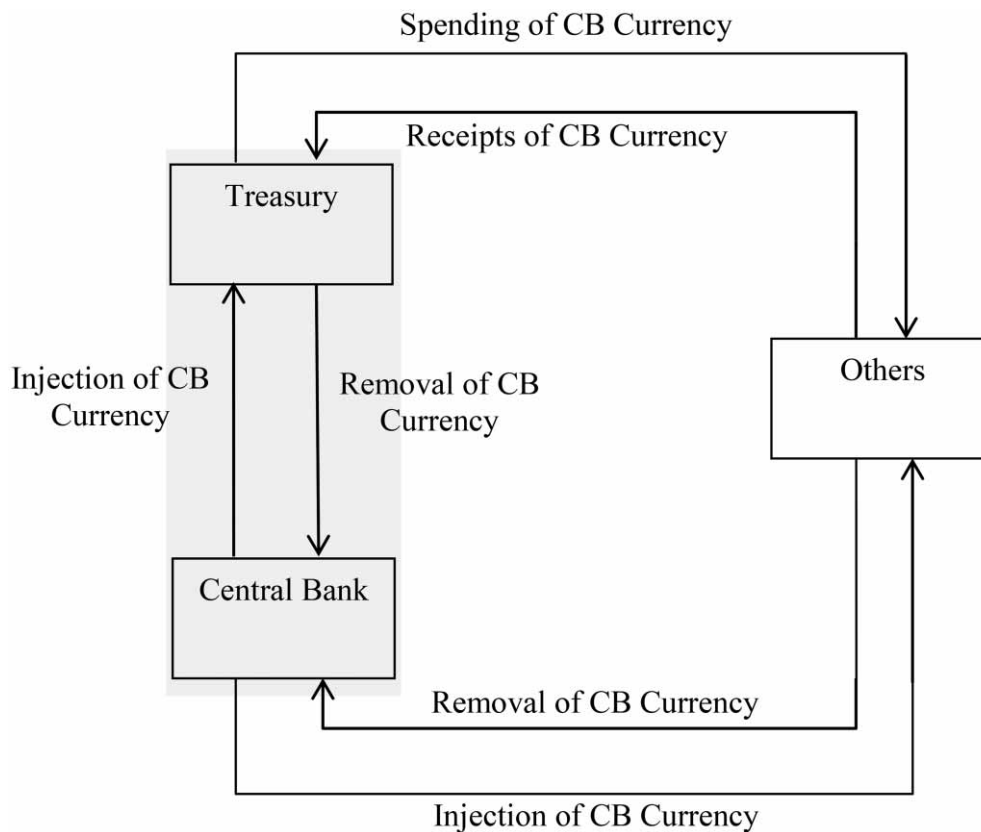 Spending of CB Currency
Receipts of CB Currency
Treasury
Injection of CB
Currency
Removal of CB
Currency
Others
Central Bank
Removal of CB Currency
Injection of CB Currency